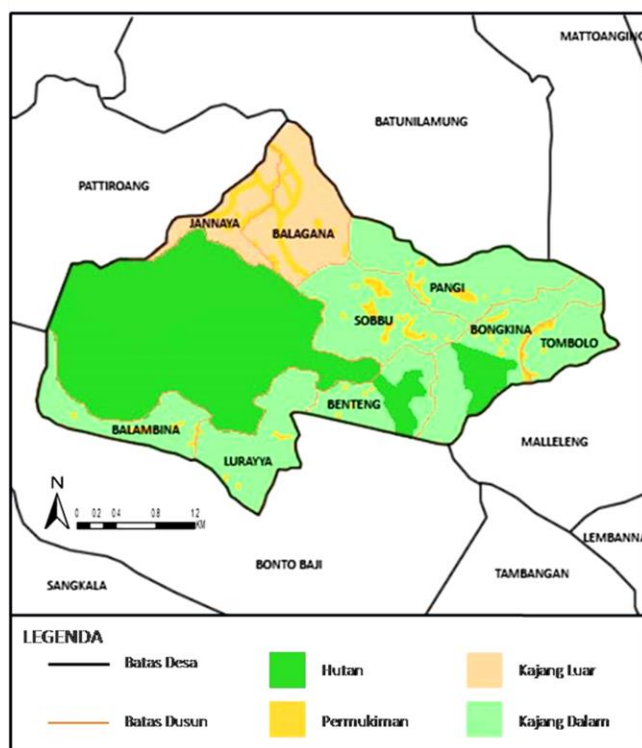 MATTOANGING
BATUNILAMUNG
PATTIROANG
JANNAYA
BALAGANA
PANGI
SOBBU
BONGKINA
TOMBOLO
BENTENG
BALAMBINA
MALLELENG
LURAYYA
N
0 0.2 0.4 0.8 1.2
KM
LEMBANNA
BONTO BAJI
TAMBANGAN
SANGKALA
LEGENDA
Batas Desa
Hutan
Kajang Luar
Batas Dusun
Permukiman
Kajang Dalam